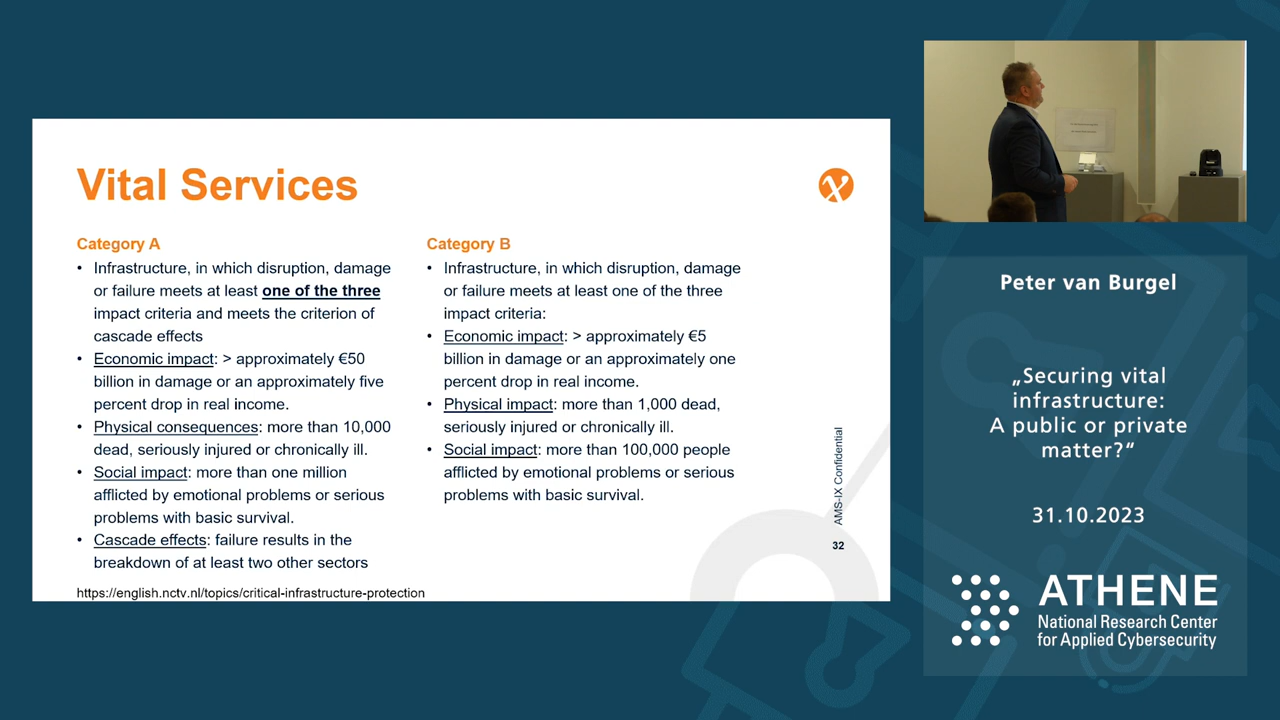 Vital Services
Category A
• Infrastructure, in which disruption, damage
or failure meets at least one of the three
impact criteria and meets the criterion of
cascade effects
• Economic impact: > approximately €50
billion in damage or an approximately five
percent drop in real income.
• Physical consequences: more than 10,000
dead, seriously injured or chronically ill.
• Social impact: more than one million
afflicted by emotional problems or serious
problems with basic survival.
• Cascade effects: failure results in the
breakdown of at least two other sectors
Category B
• Infrastructure, in which disruption, damage
or failure meets at least one of the three
impact criteria:
• Economic impact: > approximately €5
billion in damage or an approximately one
percent drop in real income.
• Physical impact: more than 1,000 dead,
seriously injured or chronically ill.
• Social impact: more than 100,000 people
afflicted by emotional problems or serious
problems with basic survival.
AMS-IX Confidential
32
https://english.nctv.nl/topics/critical-infrastructure-protection
Peter van Burgel
„Securing vital
infrastructure:
A public or private
matter?“
31.10.2023
ATHENE
National Research Center
for Applied Cybersecurity